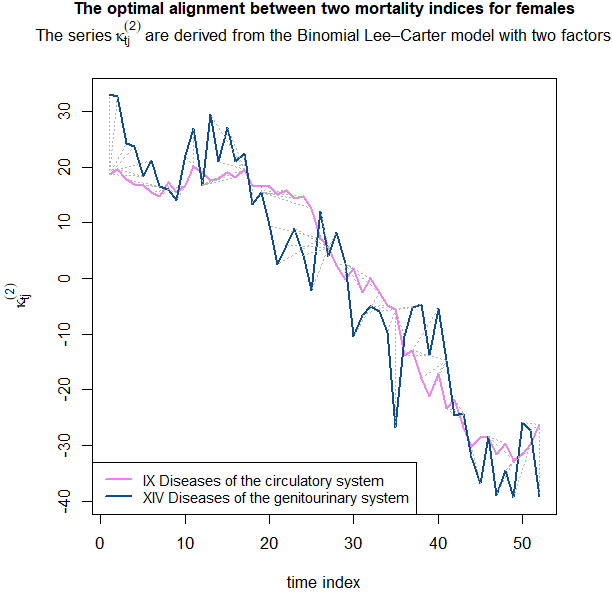 The optimal alignment between two mortality indices for females
The series κ_tj^(2) are derived from the Binomial Lee–Carter model with two factors
30
20
10
0
-10
-20
-30
-40
κ_tj^(2)
IX Diseases of the circulatory system
XIV Diseases of the genitourinary system
0 10 20 30 40 50
time index